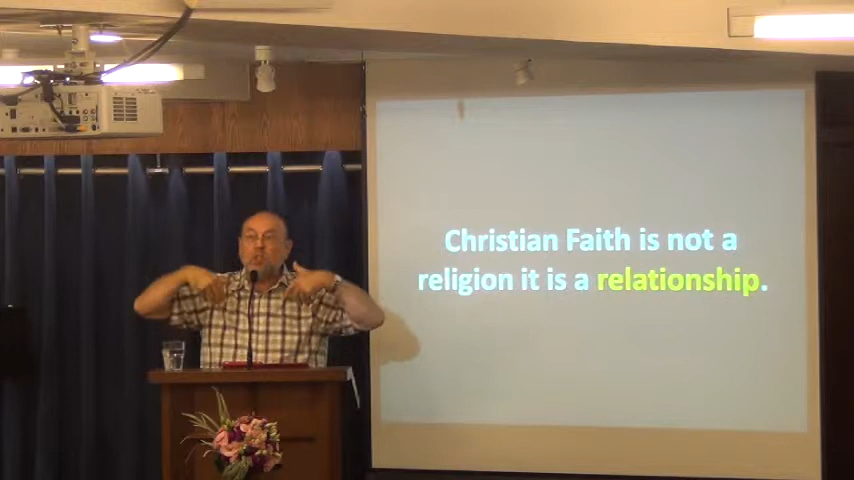 Christian Faith is not a
religion it is a relationship.